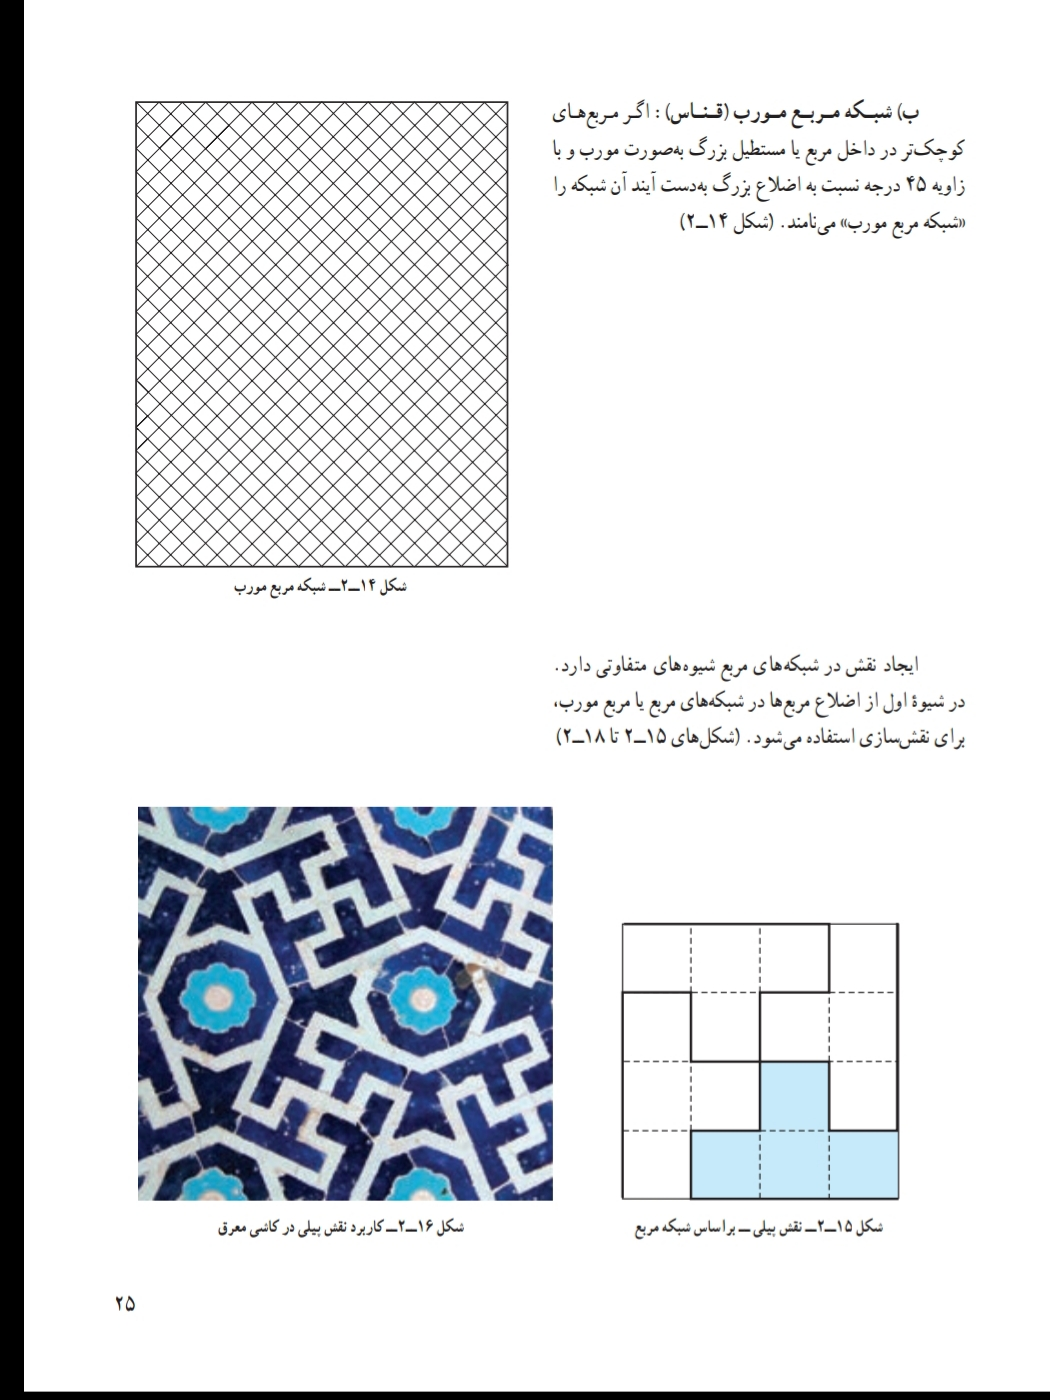 ب) شبکه مربع مورب (قناس) : اگر مربع‌های
کوچک‌تر در داخل مربع یا مستطیل بزرگ به‌صورت مورب و با
زاویه ۴۵ درجه نسبت به اضلاع بزرگ به‌دست آیند آن شبکه را
«شبکه مربع مورب» می‌نامند. (شکل ۱۴ــ۲)
شکل ۱۴ــ۲ــ شبکه مربع مورب
ایجاد نقش در شبکه‌های مربع شیوه‌های متفاوتی دارد.
در شیوهٔ اول از اضلاع مربع‌ها در شبکه‌های مربع یا مربع مورب،
برای نقش‌سازی استفاده می‌شود. (شکل‌های ۱۵ــ۲ تا ۱۸ــ۲)
شکل ۱۵ــ۲ــ نقش پیلی ــ براساس شبکه مربع
شکل ۱۶ــ۲ــ کاربرد نقش پیلی در کاشی معرق
۲۵